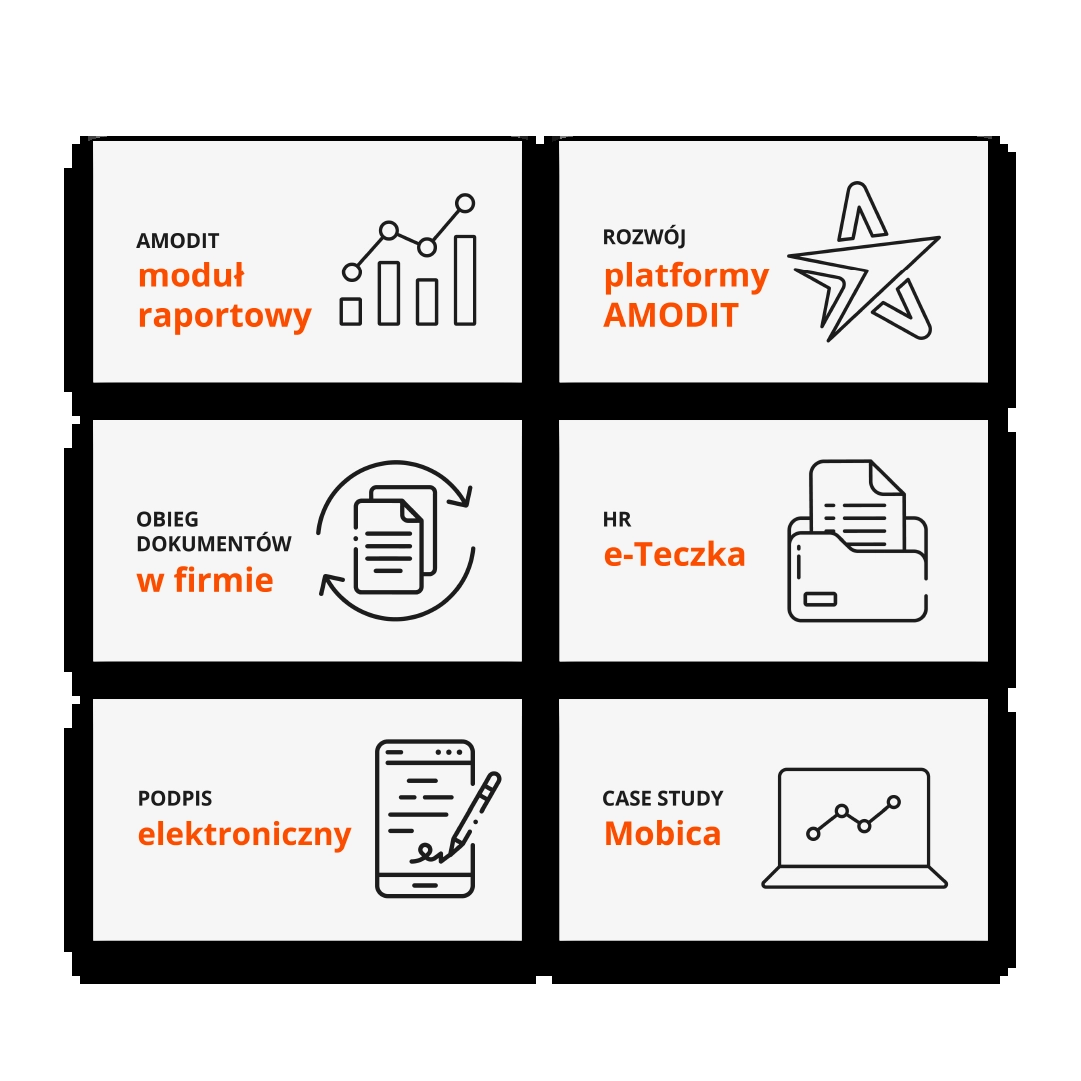 AMODIT
moduł
raportowy
ROZWÓJ
platformy
AMODIT
OBIEG
DOKUMENTÓW
w firmie
HR
e-Teczka
PODPIS
elektroniczny
CASE STUDY
Mobica